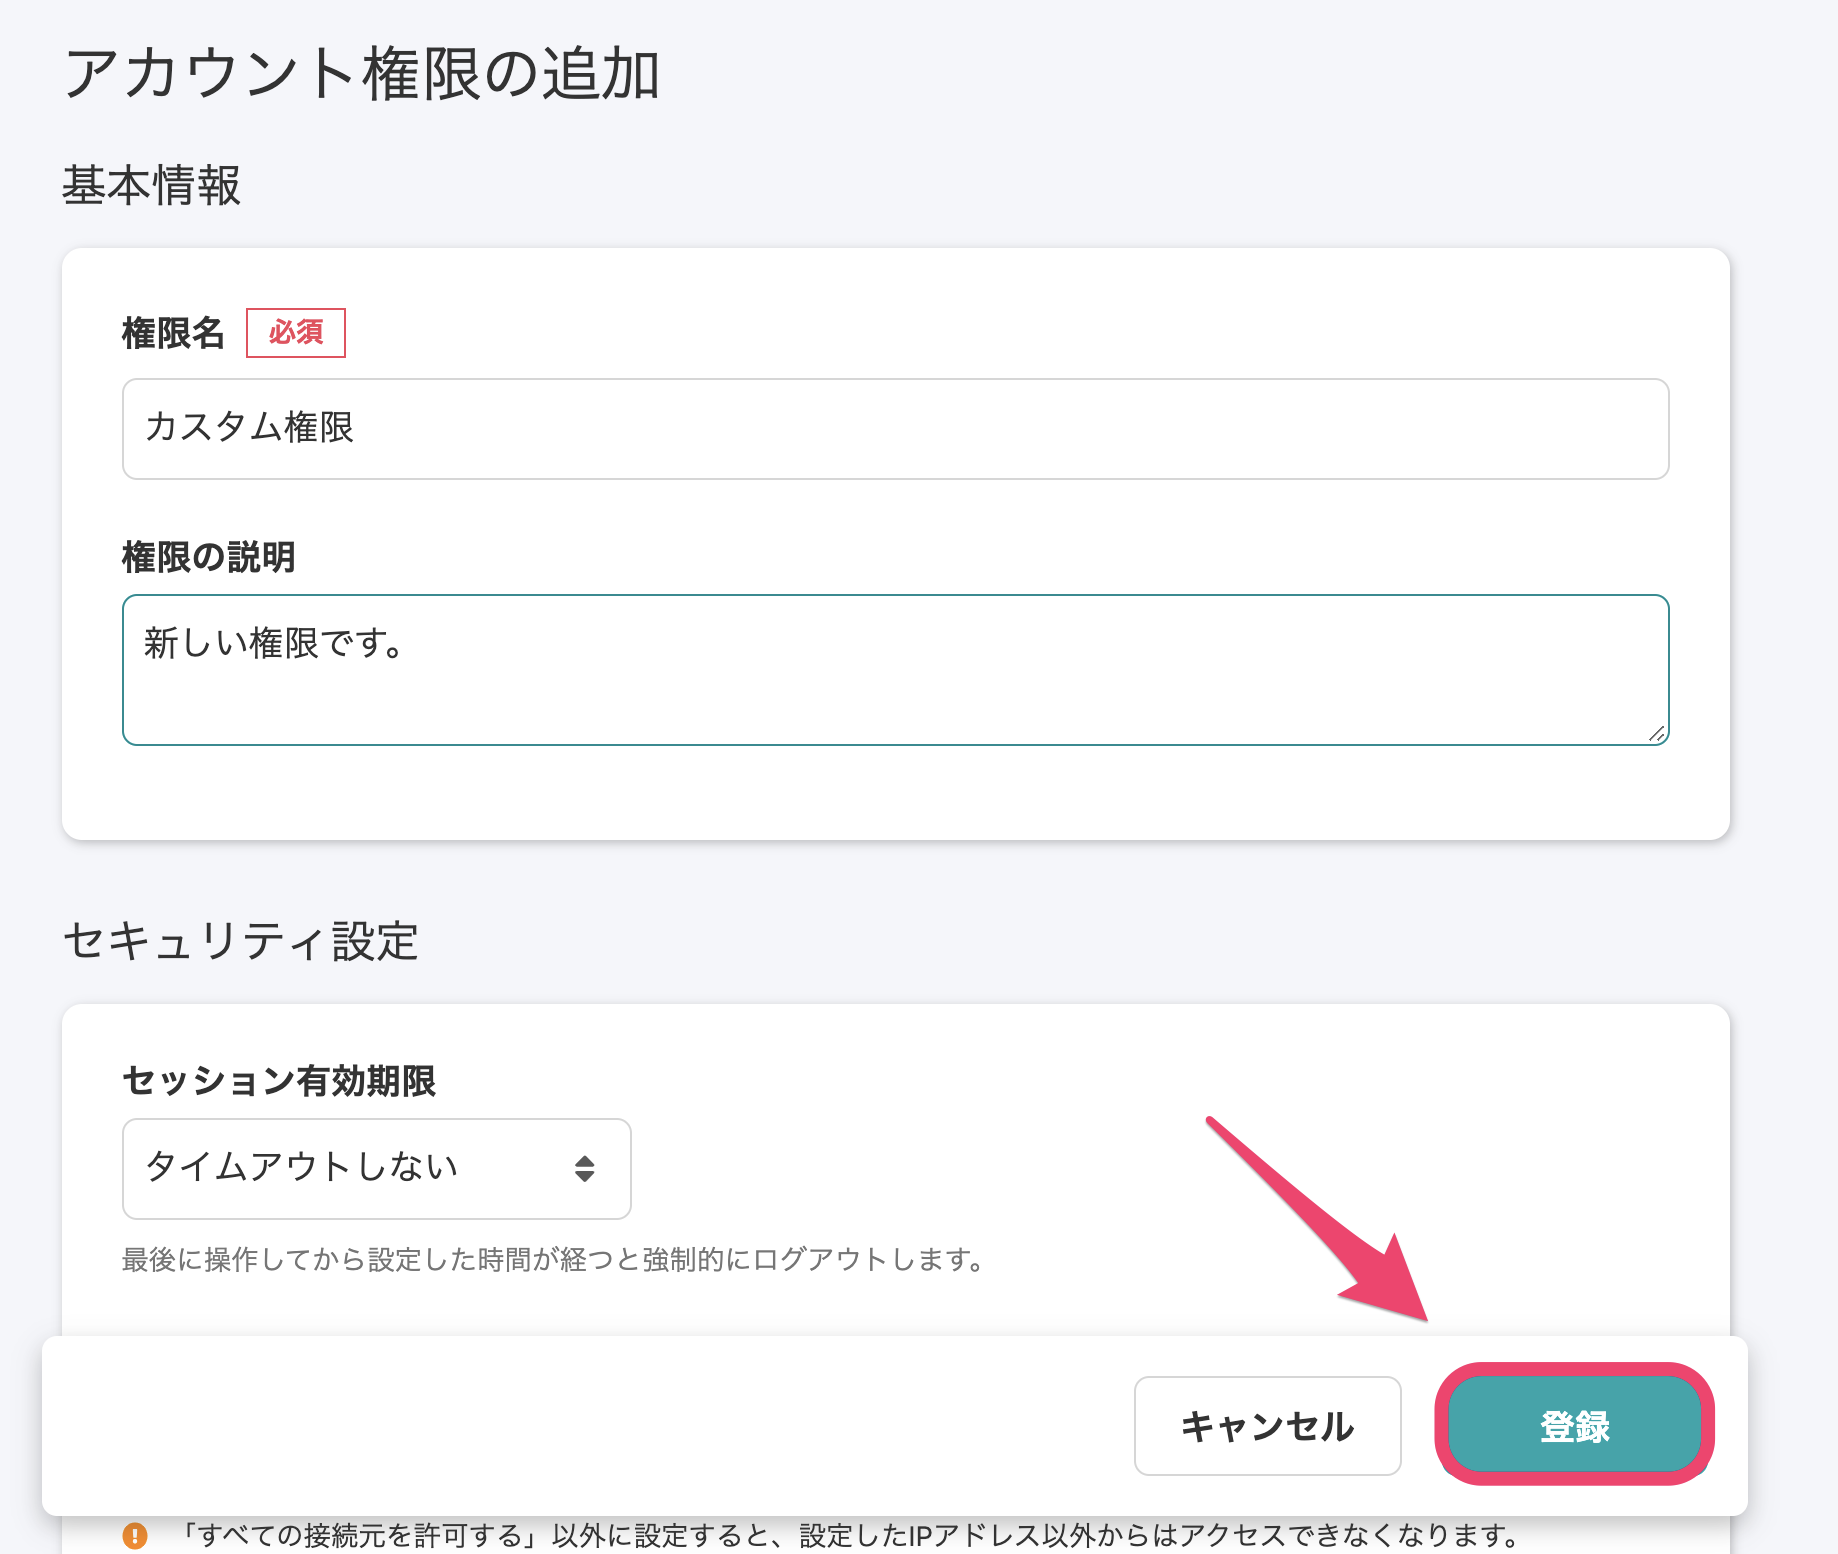 アカウント権限の追加
基本情報
権限名 必須
カスタム権限
権限の説明
新しい権限です。
セキュリティ設定
セッション有効期限
タイムアウトしない
最後に操作してから設定した時間が経つと強制的にログアウトします。
キャンセル 登録
「すべての接続元を許可する」以外に設定すると、設定したIPアドレス以外からはアクセスできなくなります。